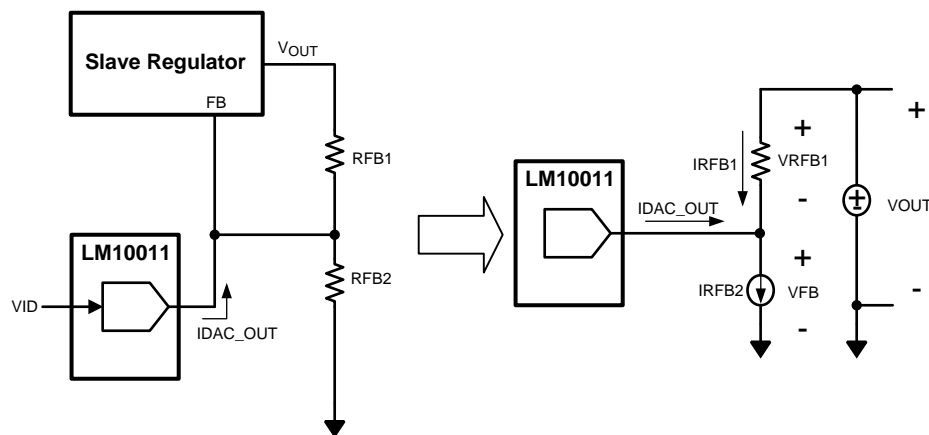 Slave Regulator
VOUT
FB
RFB1
LM10011
RFB2
VID
IDAC_OUT
LM10011
IDAC_OUT
IRFB1
+
VRFB1
-
+
IRFB2
VFB
-
+
VOUT
-